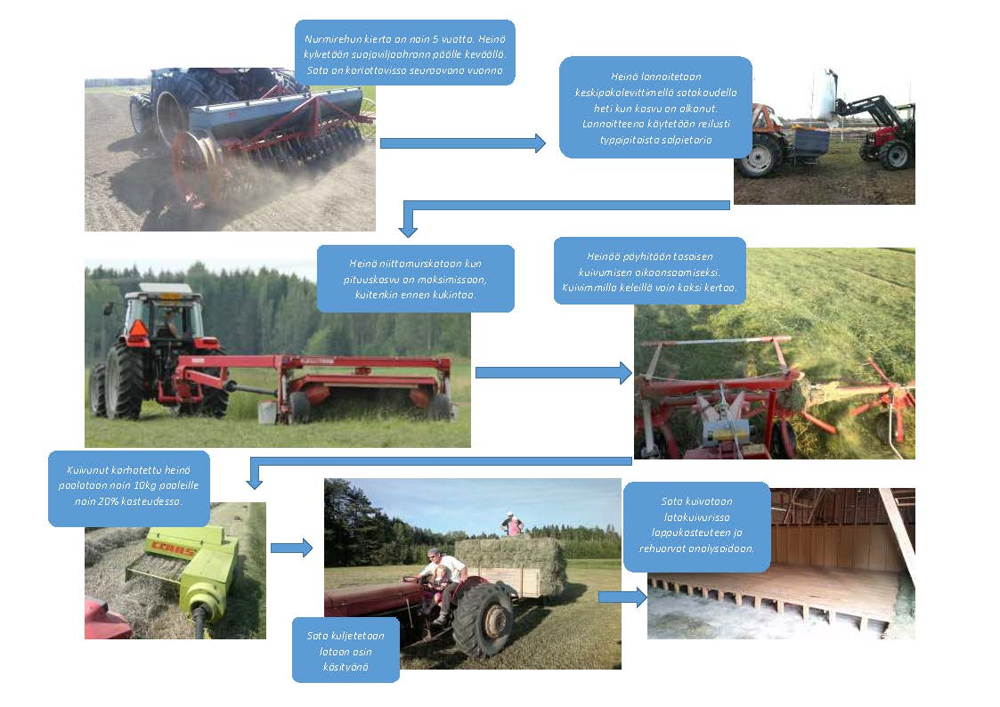 Nurmirehun kierto on noin 5 vuotta. Heinä
kylvetään suojaviljaohrann päälle keväällä.
Sato on korjattavissa seuraavana vuonna
Heinä lannoitetaan
keskipakolevittimellä satokaudella
heti kun kasvu on alkanut.
Lannoitteena käytetään reilusti
typpipitoista salpietaria
Heinä niittomurskataan kun
pituuskasvu on maksimissaan,
kuitenkin ennen kukintaa.
Heinää pöyhitään tasaisen
kuivumisen aikaansaamiseksi.
Kuivimmilla keleillä vain kaksi kertaa.
Kuivunut karhotettu heinä
paalataan noin 10kg paaleille
noin 20% kosteudessa.
CLAAS
Sato kuljetetaan
latoon osin
käsityönä
Sato kuivataan
latokuivurissa
loppukosteuteen ja
rehuarvot analysoidaan.